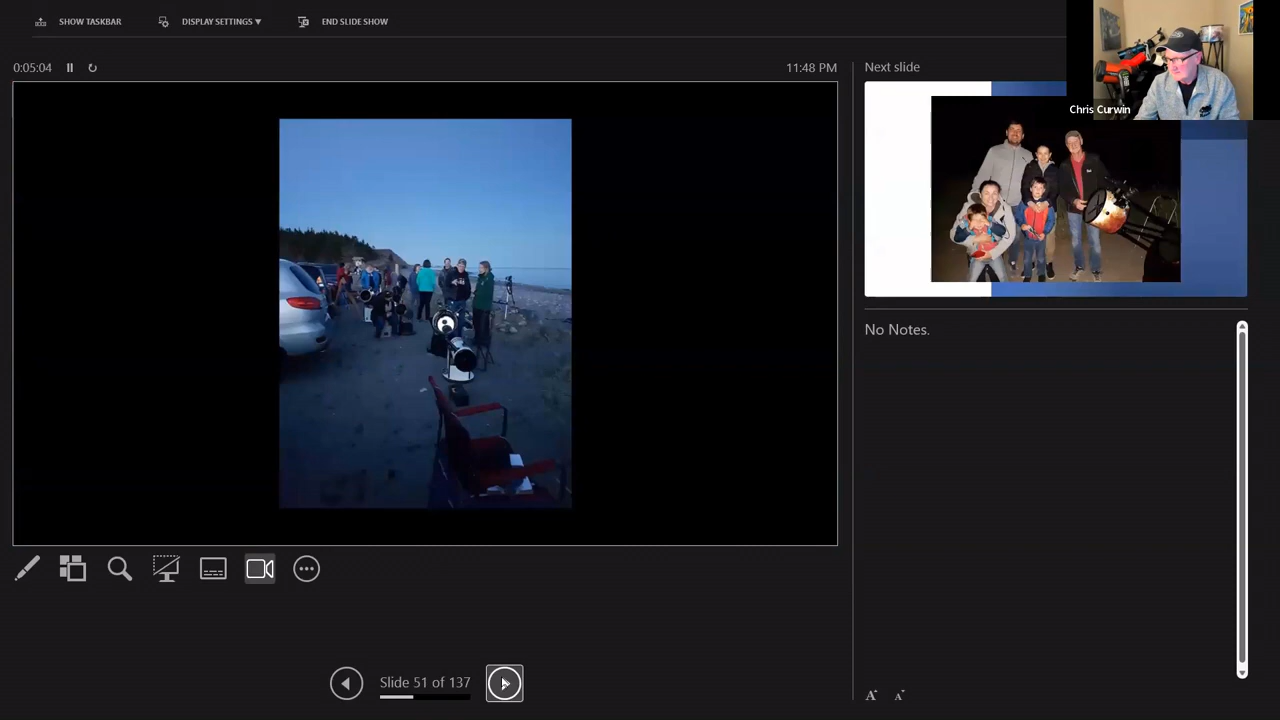 SHOW TASKBAR
DISPLAY SETTINGS ▼
END SLIDE SHOW
0:05:04
11:48 PM
Next slide
Chris Curwin
No Notes.
Slide 51 of 137
A A